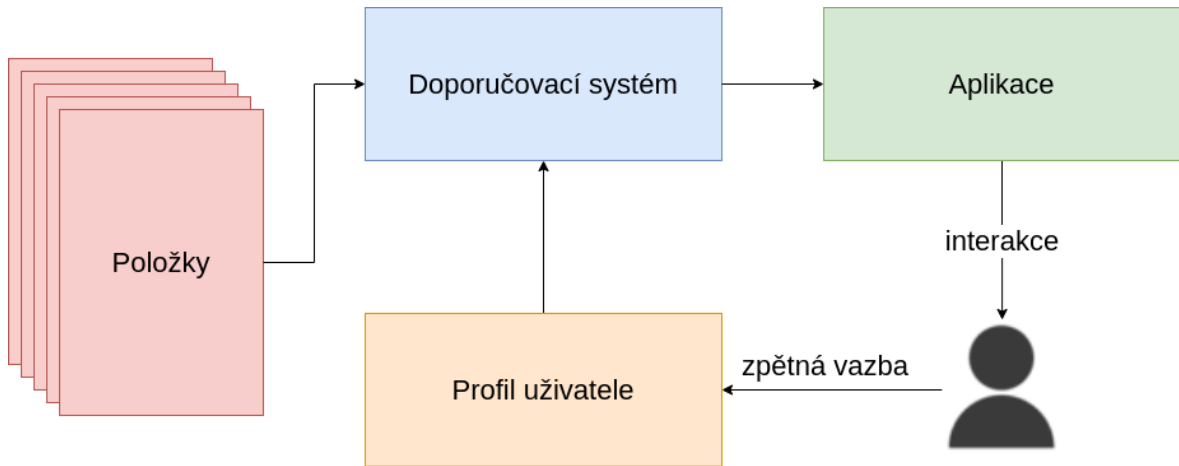 Doporučovací systém
Aplikace
Položky
interakce
Profil uživatele
zpětná vazba